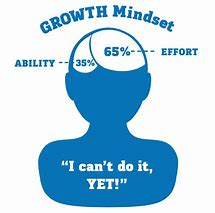 GROWTH Mindset
65% EFFORT
ABILITY 35%
“I can't do it,
YET!”